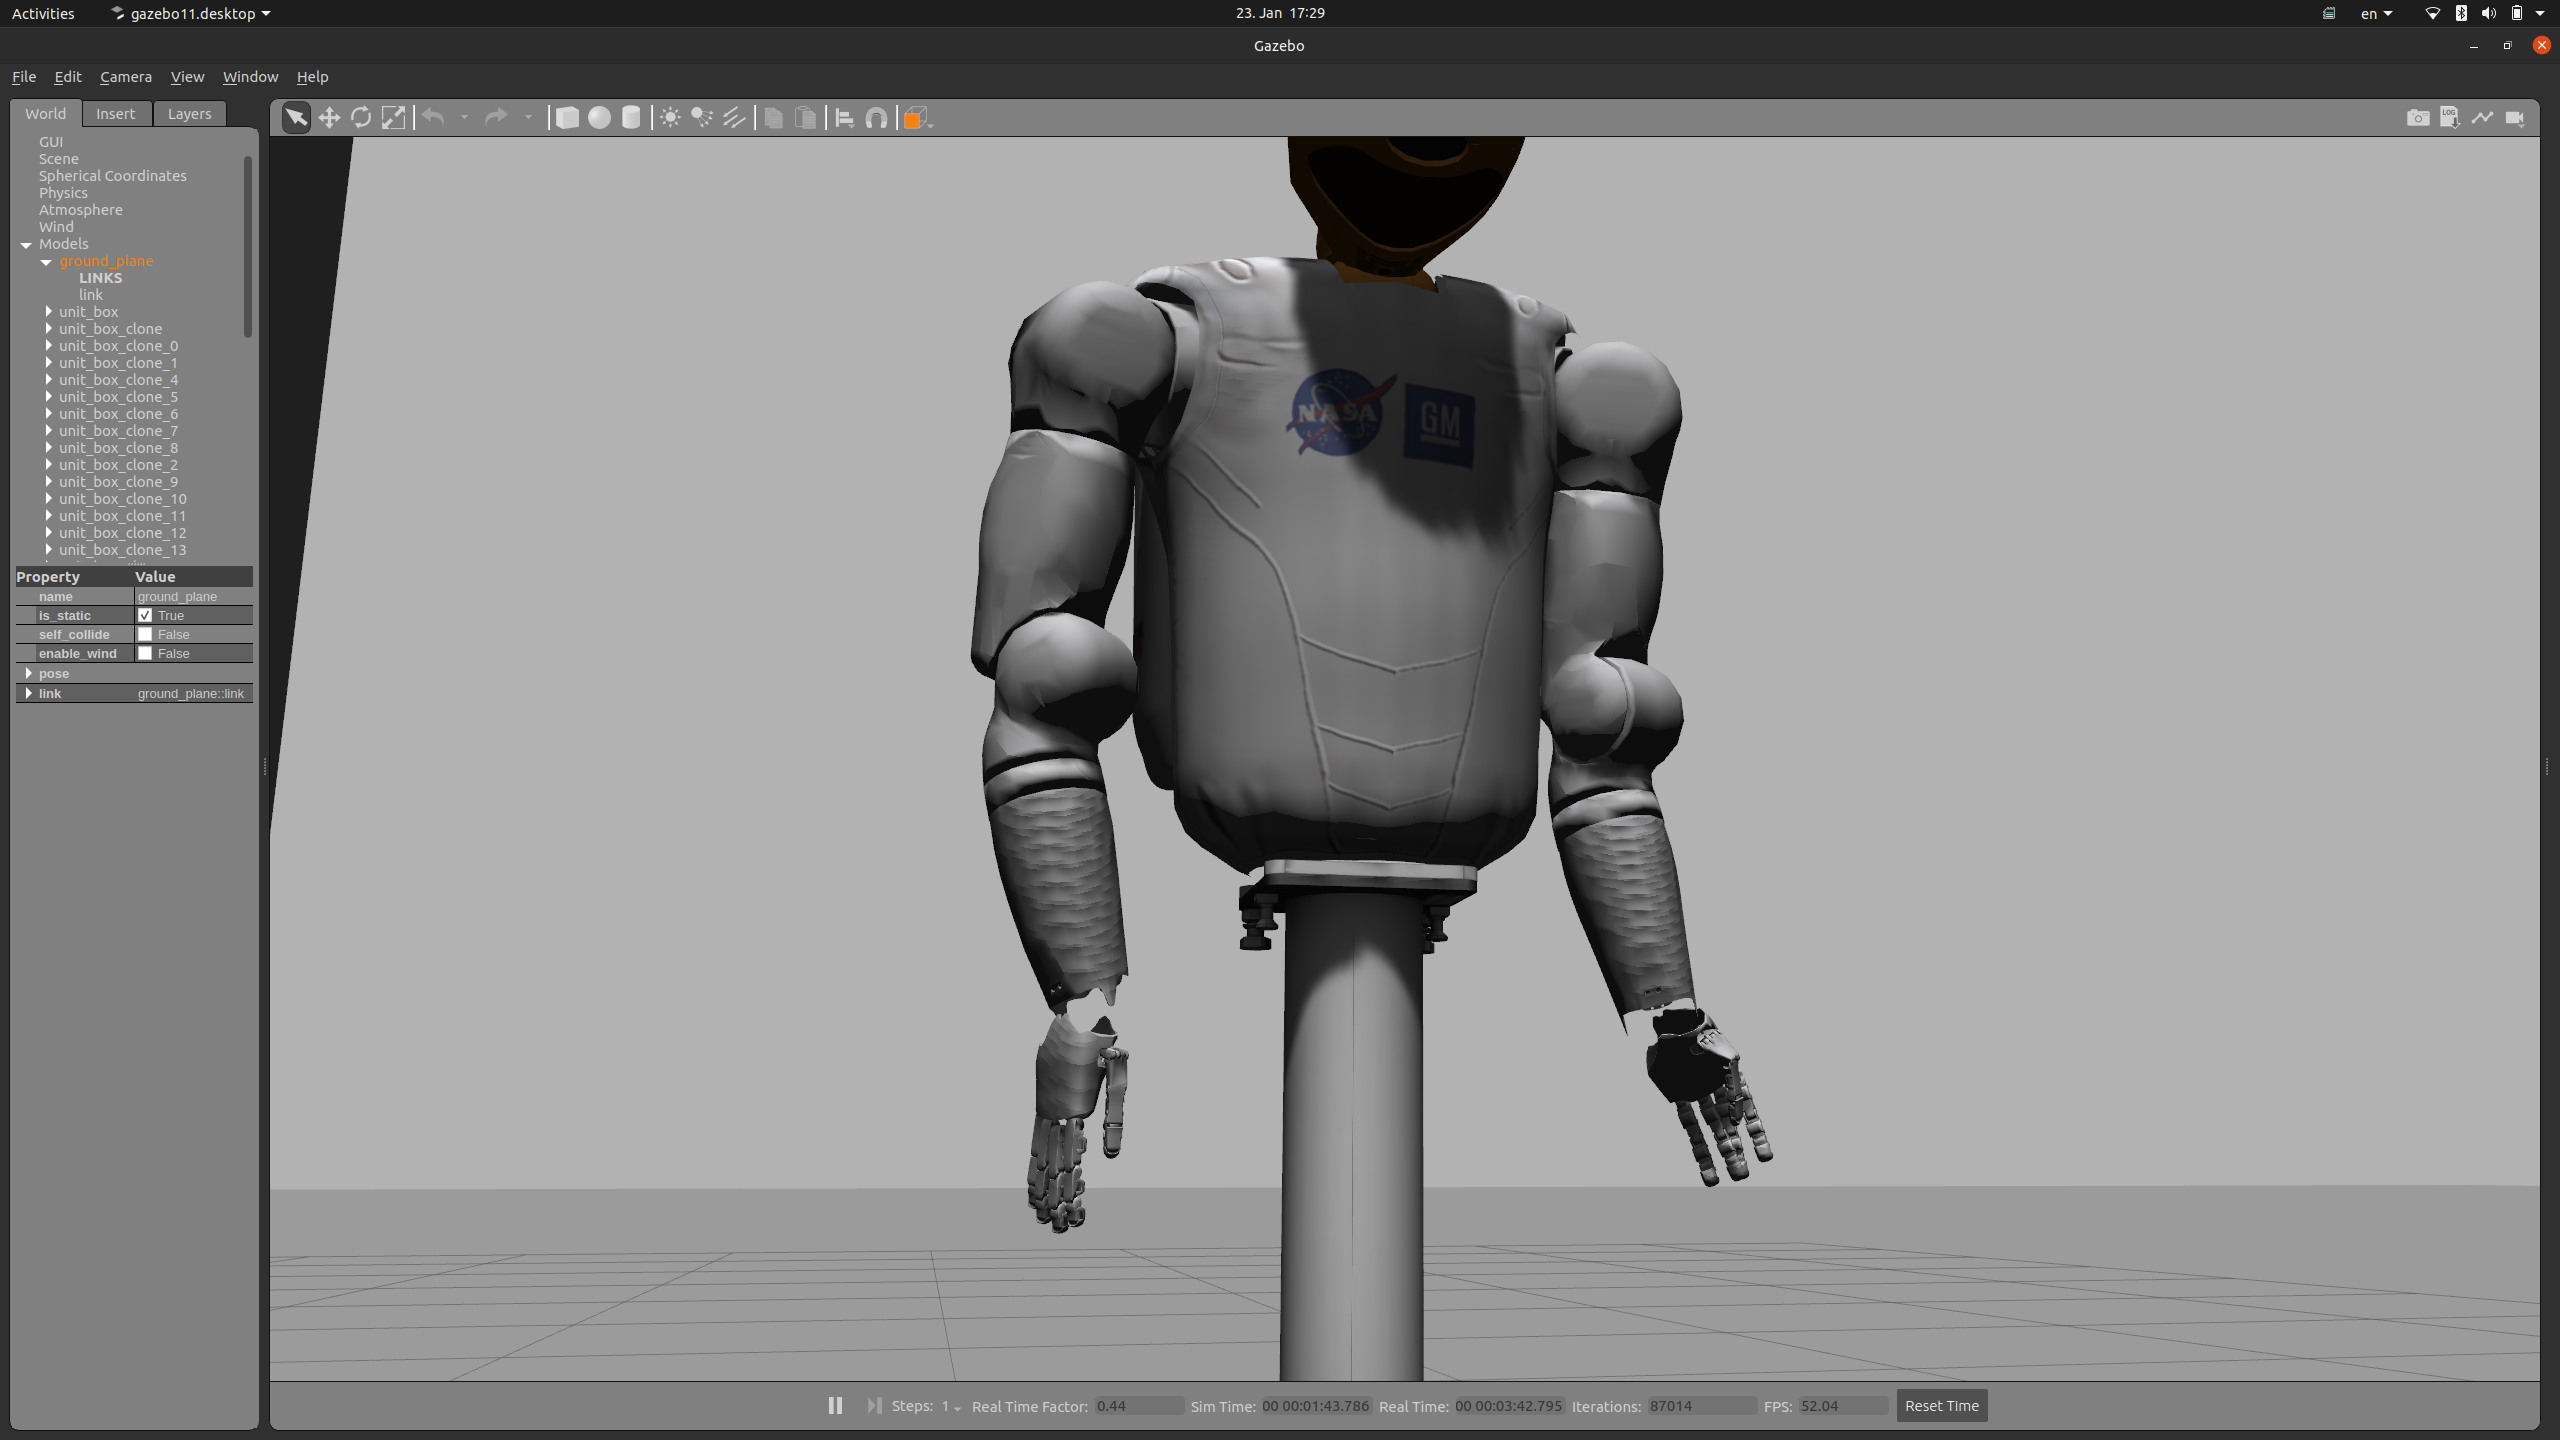 Activities gazebo11.desktop 23. Jan 17:29 en
Gazebo
File Edit Camera View Window Help
World Insert Layers
LOG
GUI
Scene
Spherical Coordinates
Physics
Atmosphere
Wind
Models
ground_plane
LINKS
link
unit_box
unit_box_clone
unit_box_clone_0
unit_box_clone_1
unit_box_clone_4
unit_box_clone_5
unit_box_clone_6
unit_box_clone_7
unit_box_clone_8
unit_box_clone_2
unit_box_clone_9
unit_box_clone_10
unit_box_clone_11
unit_box_clone_12
unit_box_clone_13
Property Value
name ground_plane
is_static True
self_collide False
enable_wind False
pose
link ground_plane::link
NASA GM
Steps: 1 Real Time Factor: 0.44 Sim Time: 00 00:01:43.786 Real Time: 00 00:03:42.795 Iterations: 87014 FPS: 52.04 Reset Time